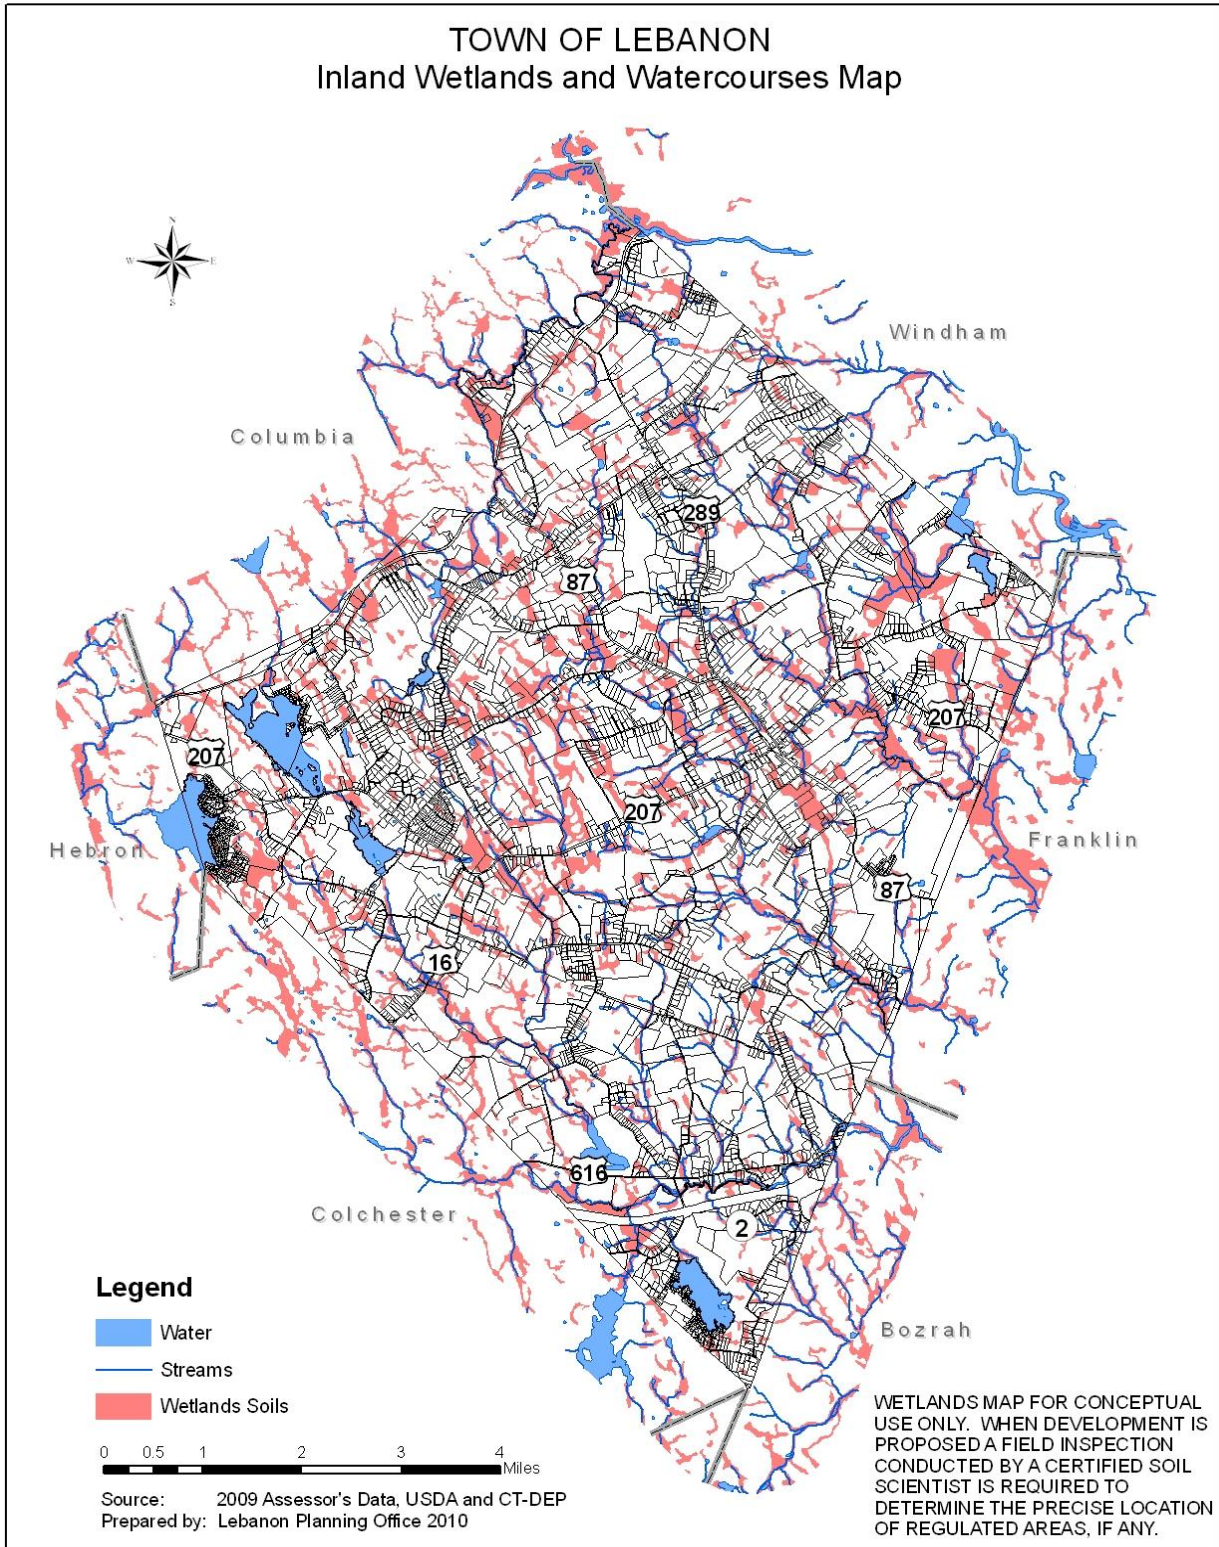 TOWN OF LEBANON
Inland Wetlands and Watercourses Map
N
W E
S
Windham
Columbia
289
87
207
207
207
Hebron
Franklin
87
16
616
Colchester
2
Bozrah
Legend
Water
Streams
Wetlands Soils
0 0.5 1 2 3 4
Miles
Source: 2009 Assessor's Data, USDA and CT-DEP
Prepared by: Lebanon Planning Office 2010
WETLANDS MAP FOR CONCEPTUAL
USE ONLY. WHEN DEVELOPMENT IS
PROPOSED A FIELD INSPECTION
CONDUCTED BY A CERTIFIED SOIL
SCIENTIST IS REQUIRED TO
DETERMINE THE PRECISE LOCATION
OF REGULATED AREAS, IF ANY.